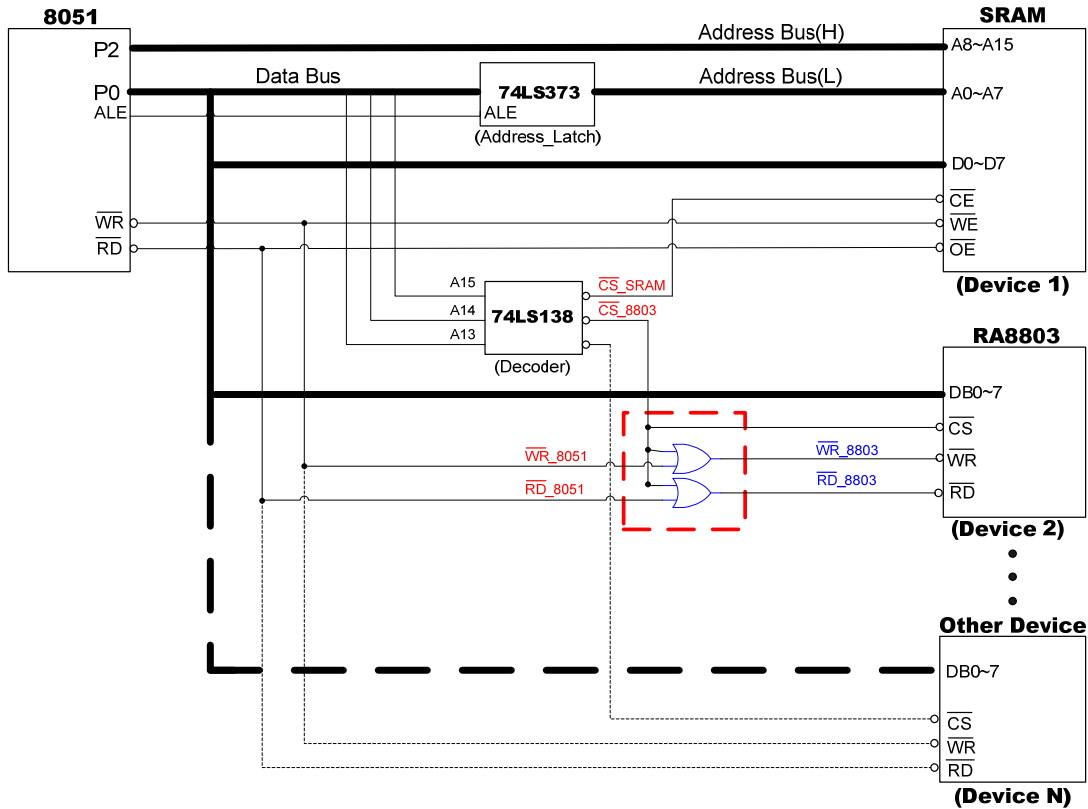 8051
SRAM
P2
Address Bus(H)
A8~A15
P0
Data Bus
74LS373
Address Bus(L)
A0~A7
ALE
ALE
(Address_Latch)
D0~D7
CE
WR
WE
RD
OE
(Device 1)
A15
CS_SRAM
A14
74LS138
CS_8803
A13
(Decoder)
RA8803
DB0~7
CS
WR_8051
WR_8803
WR
RD_8051
RD_8803
RD
(Device 2)
Other Device
DB0~7
CS
WR
RD
(Device N)